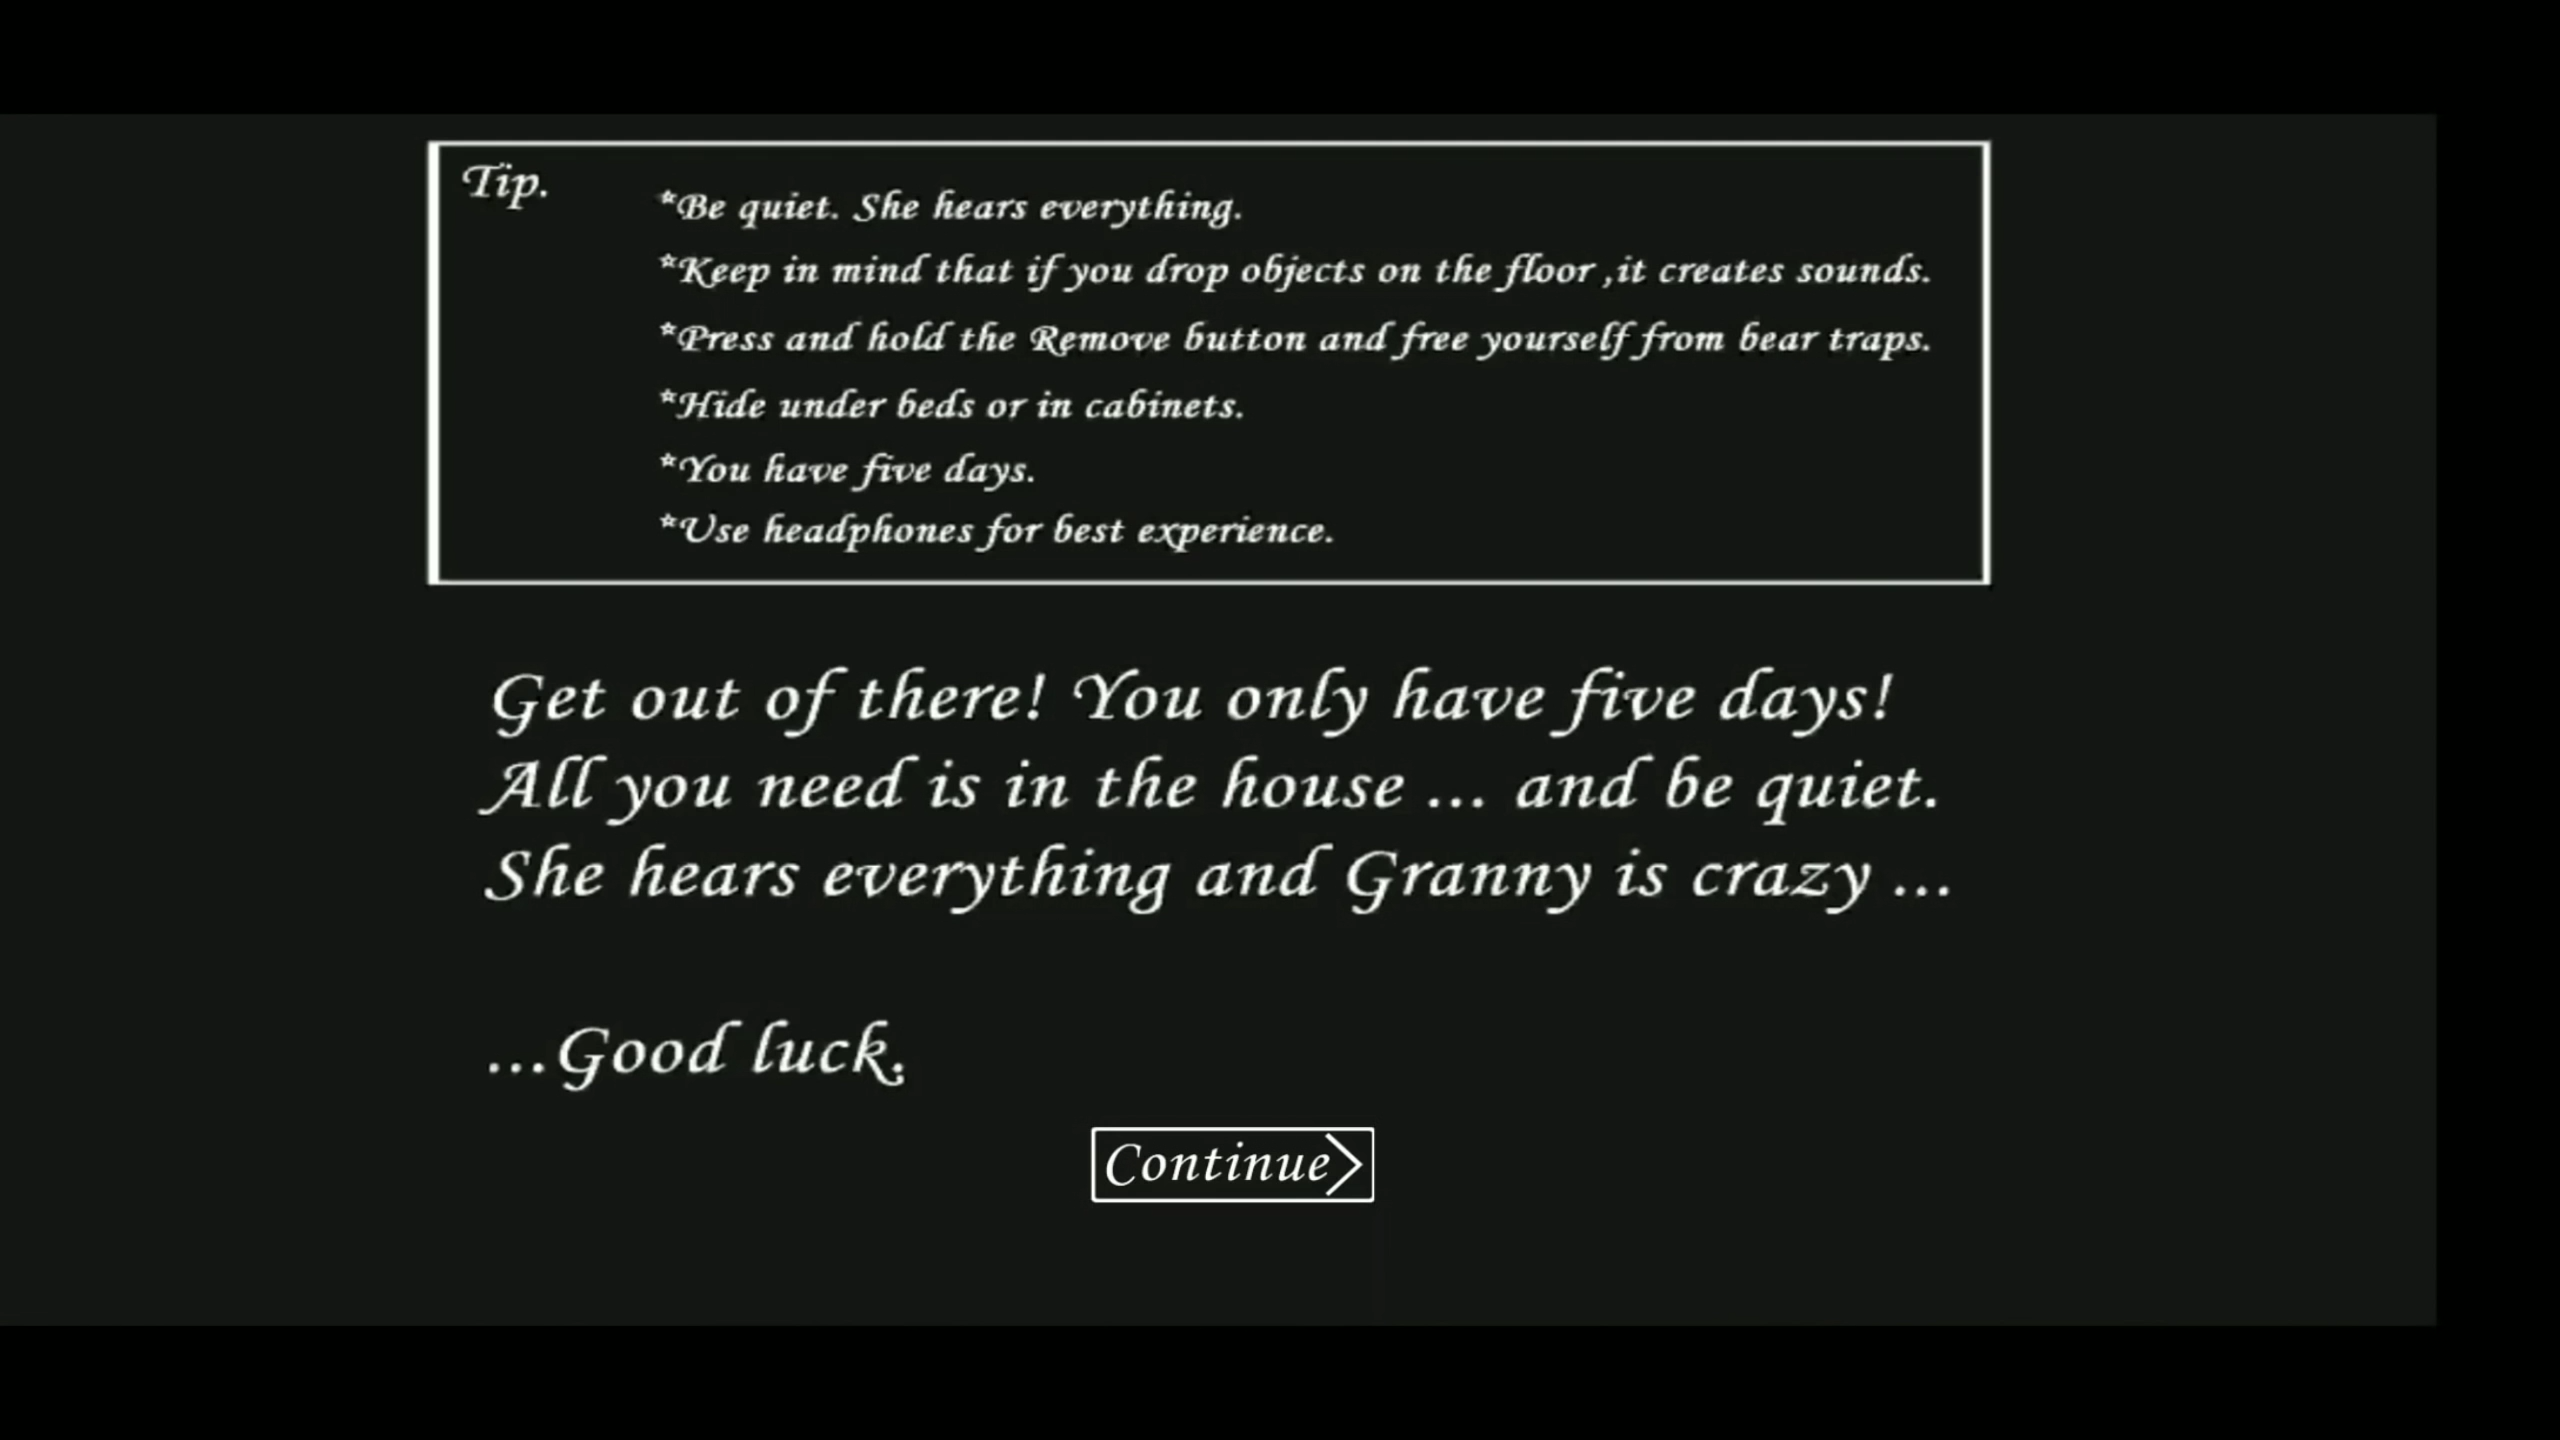 Tip.
*Be quiet. She hears everything.
*Keep in mind that if you drop objects on the floor ,it creates sounds.
*Press and hold the Remove button and free yourself from bear traps.
*Hide under beds or in cabinets.
*You have five days.
*Use headphones for best experience.
Get out of there! You only have five days!
All you need is in the house ... and be quiet.
She hears everything and Granny is crazy ...
...Good luck.
Continue>